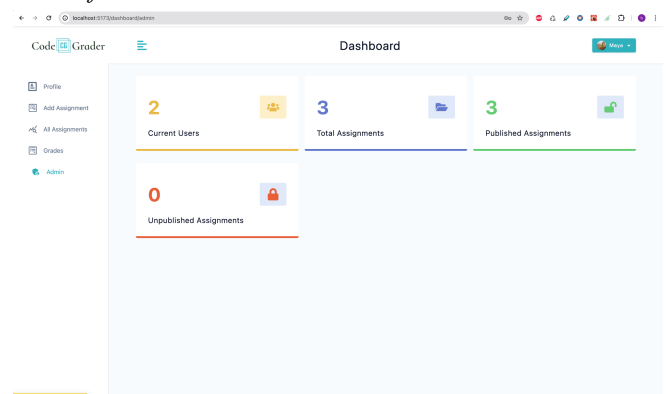 localhost:5173/dashboard/admin
Code CG Grader
Dashboard
Maya
Profile
Add Assignment
All Assignments
Grades
Admin
2
Current Users
3
Total Assignments
3
Published Assignments
0
Unpublished Assignments